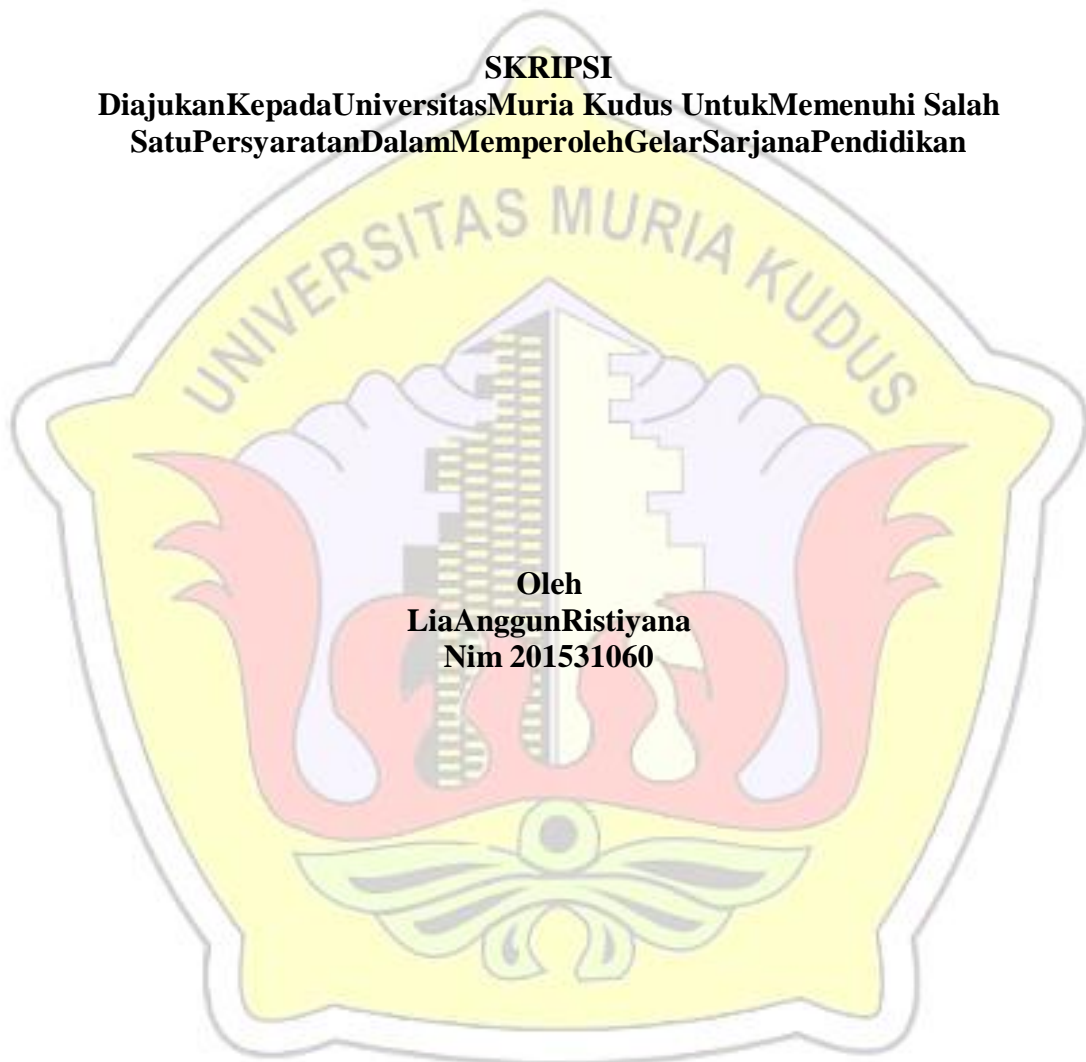 SKRIPSI
DiajukanKepadaUniversitasMuria Kudus UntukMemenuhi Salah
SatuPersyaratanDalamMemperolehGelarSarjanaPendidikan
UNIVERSITAS MURIA KUDUS
Oleh
LiaAnggunRistiyana
Nim 201531060